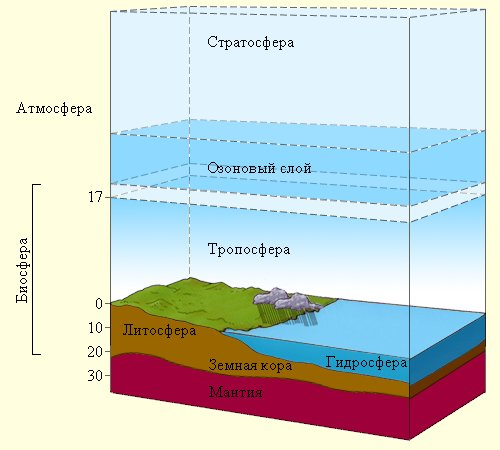 Стратосфера
Атмосфера
Озоновый слой
17
Тропосфера
Биосфера
0
Литосфера
10
20
Земная кора
Гидросфера
30
Мантия